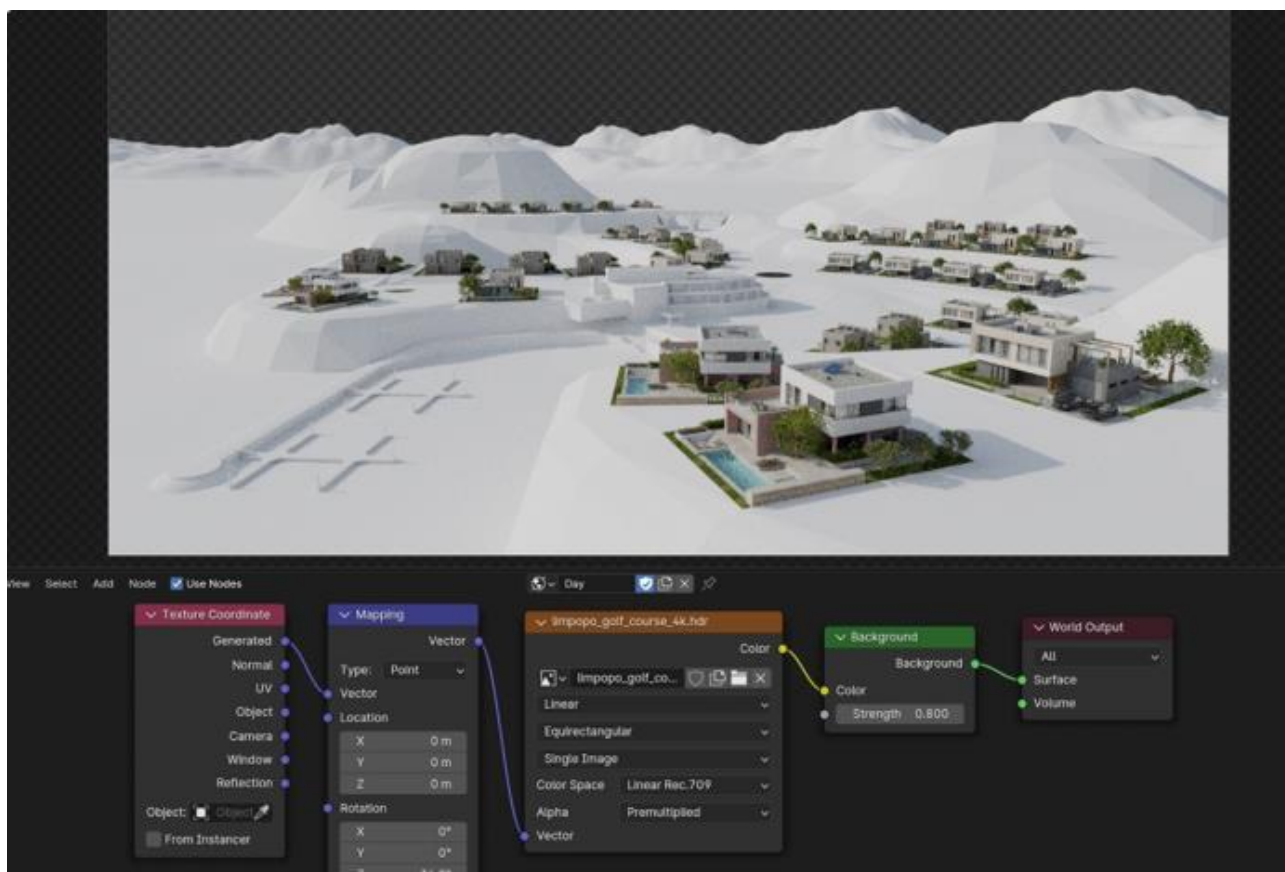 View Select Add Node Use Nodes Day
Texture Coordinate
Generated
Normal
UV
Object
Camera
Window
Reflection
Object: Object
From Instancer
Mapping
Vector
Type: Point
Vector
Location
X 0 m
Y 0 m
Z 0 m
Rotation
X 0°
Y 0°
limpopo_golf_course_4k.hdr
Color
limpopo_golf_co...
Linear
Equirectangular
Single Image
Color Space Linear Rec.709
Alpha Premultiplied
Vector
Background
Background
Color
Strength 0.800
World Output
All
Surface
Volume